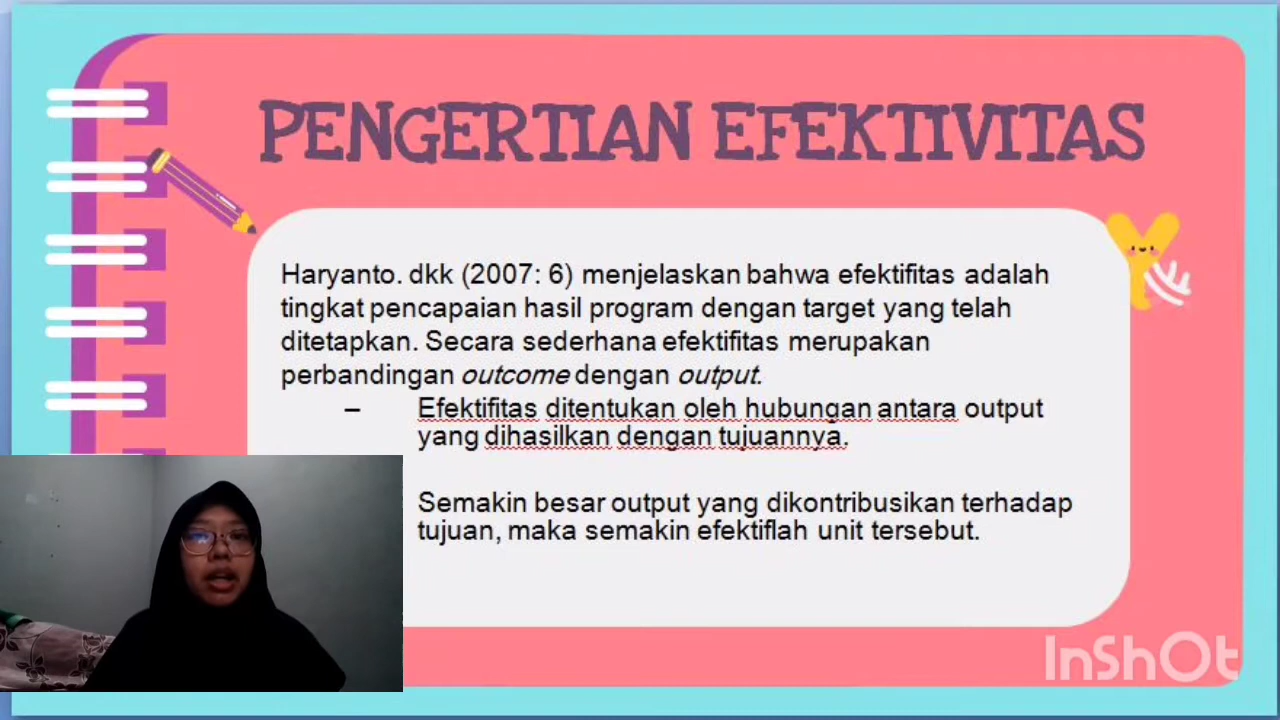 PENGERTIAN EFEKTIVITAS
Haryanto. dkk (2007: 6) menjelaskan bahwa efektifitas adalah
tingkat pencapaian hasil program dengan target yang telah
ditetapkan. Secara sederhana efektifitas merupakan
perbandingan outcome dengan output.
– Efektifitas ditentukan oleh hubungan antara output
yang dihasilkan dengan tujuannya.
Semakin besar output yang dikontribusikan terhadap
tujuan, maka semakin efektiflah unit tersebut.
InShOt